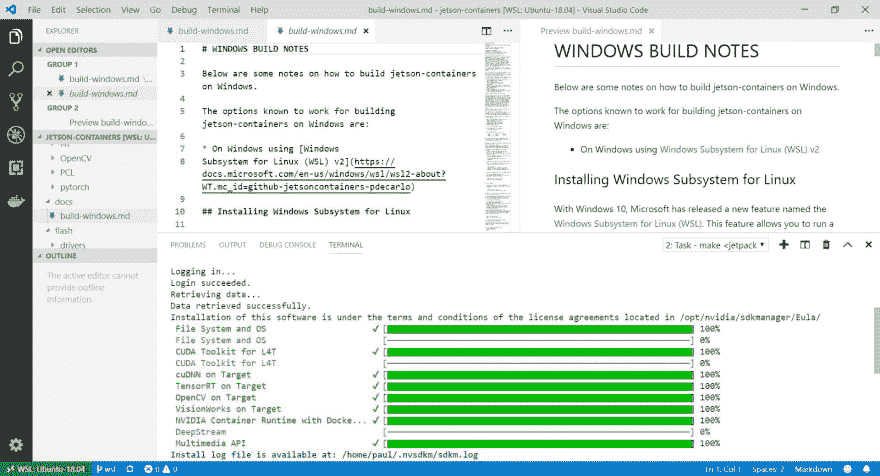 File Edit Selection View Go Debug Terminal Help
build-windows.md - jetson-containers [WSL: Ubuntu-18.04] - Visual Studio Code
EXPLORER
OPEN EDITORS
GROUP 1
build-windows.md \...
build-windows.md
GROUP 2
Preview build-windo...
JETSON-CONTAINERS [WSL: U...
OpenCV
PCL
pytorch
docs
build-windows.md
flash
drivers
OUTLINE
The active editor cannot
provide outline
information.
build-windows.md
build-windows.md
1 # WINDOWS BUILD NOTES
2
3 Below are some notes on how to build jetson-containers
on Windows.
4
5 The options known to work for building
jetson-containers on Windows are:
6
7 * On Windows using [Windows
8 Subsystem for Linux (WSL) v2](https://
docs.microsoft.com/en-us/windows/wsl/wsl2-about?
WT.mc_id=github-jetsoncontainers-pdecarlo)
9
10 ## Installing Windows Subsystem for Linux
11
Preview build-windows.md
WINDOWS BUILD NOTES
Below are some notes on how to build jetson-containers on Windows.
The options known to work for building jetson-containers on
Windows are:
• On Windows using Windows Subsystem for Linux (WSL) v2
Installing Windows Subsystem for Linux
With Windows 10, Microsoft has released a new feature named the
Windows Subsystem for Linux (WSL). This feature allows you to run a
PROBLEMS OUTPUT DEBUG CONSOLE TERMINAL
2: Task - make <jetpack
Logging in...
Login succeeded.
Retrieving data...
Data retrieved successfully.
Installation of this software is under the terms and conditions of the license agreements located in /opt/nvidia/sdkmanager/Eula/
File System and OS ✓ [ ] 100%
File System and OS [ ] 0%
CUDA Toolkit for L4T ✓ [ ] 100%
CUDA Toolkit for L4T [ ] 0%
cuDNN on Target ✓ [ ] 100%
TensorRT on Target ✓ [ ] 100%
OpenCV on Target ✓ [ ] 100%
VisionWorks on Target ✓ [ ] 100%
NVIDIA Container Runtime with Docke... ✓ [ ] 100%
DeepStream [ ] 0%
Multimedia API ✓ [ ] 100%
Install log file is available at: /home/paul/.nvsdkm/sdkm.log
WSL: Ubuntu-18.04 wsl 0 0 Ln 1, Col 1 Spaces: 2 Markdown